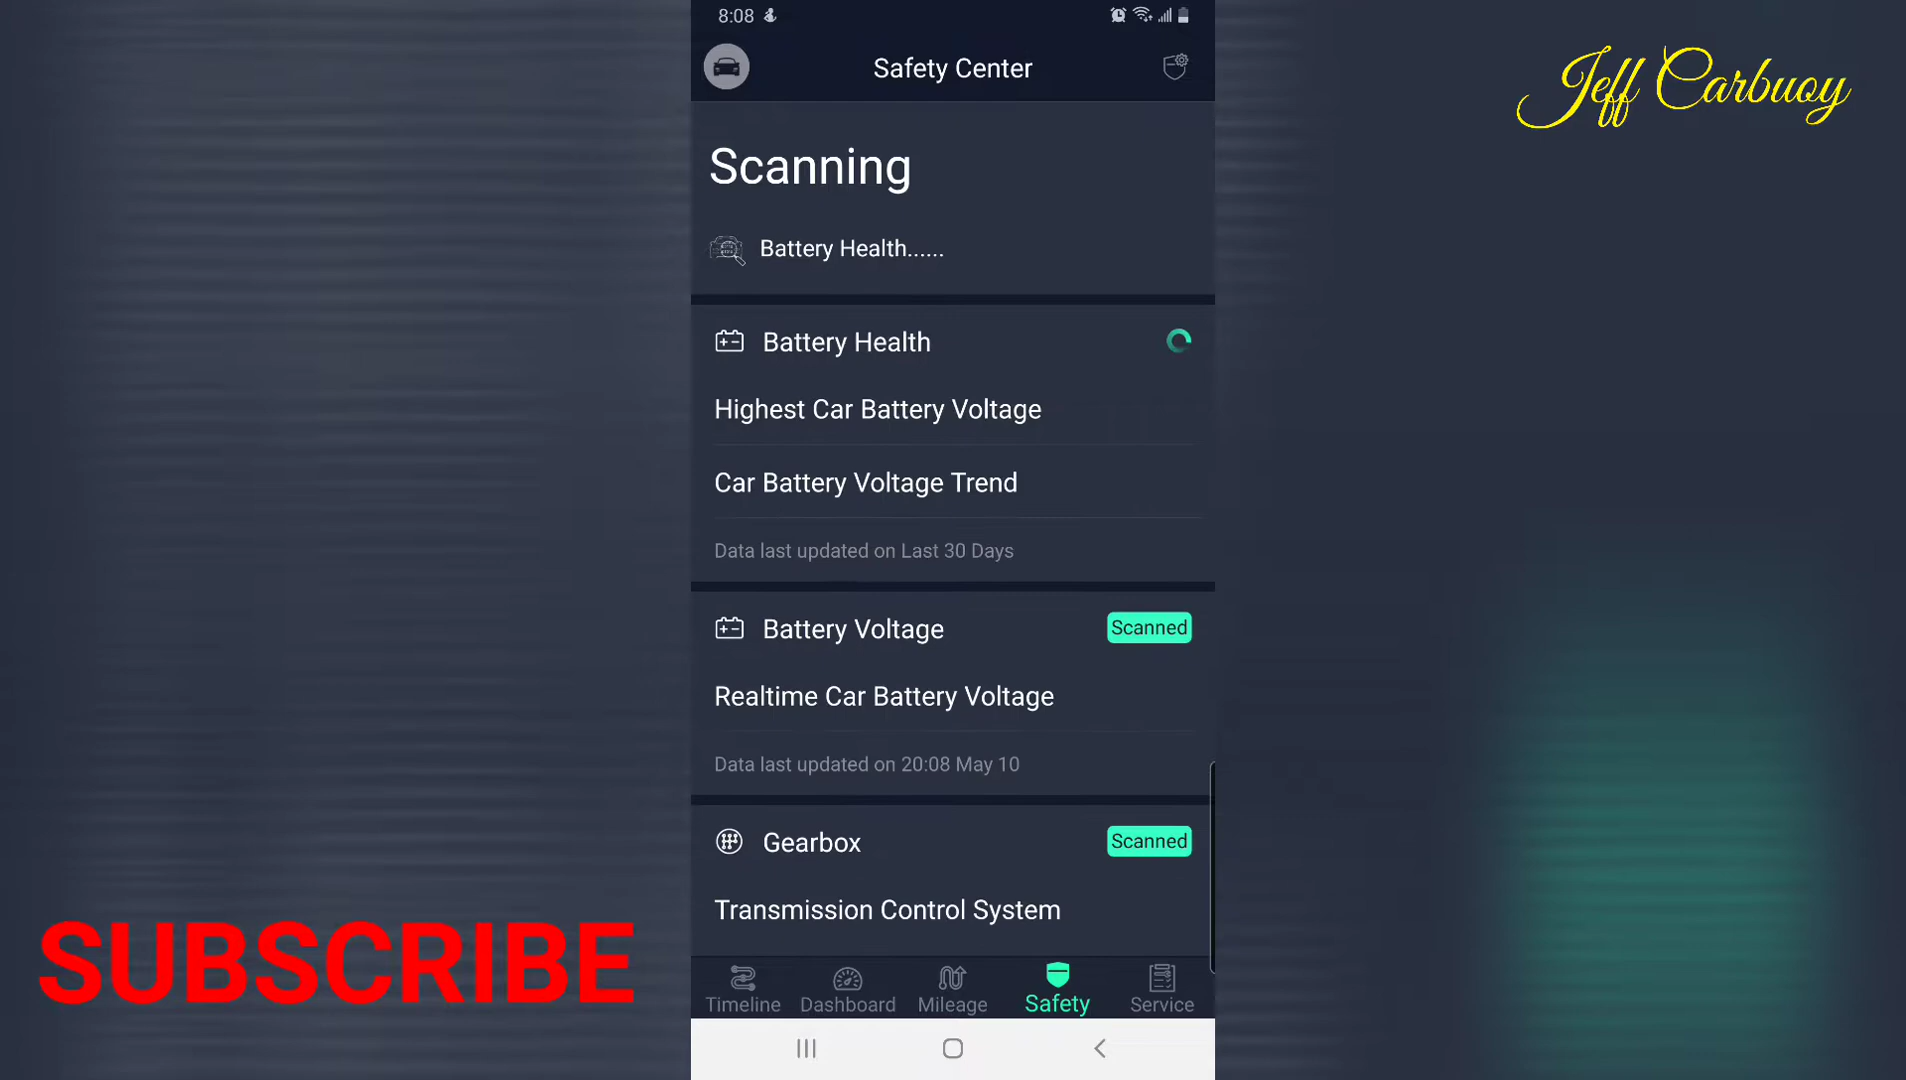 8:08
Safety Center
Jeff Carbuoy
Scanning
Battery Health......
Battery Health
Highest Car Battery Voltage
Car Battery Voltage Trend
Data last updated on Last 30 Days
Battery Voltage Scanned
Realtime Car Battery Voltage
Data last updated on 20:08 May 10
Gearbox Scanned
Transmission Control System
SUBSCRIBE
Timeline Dashboard Mileage Safety Service